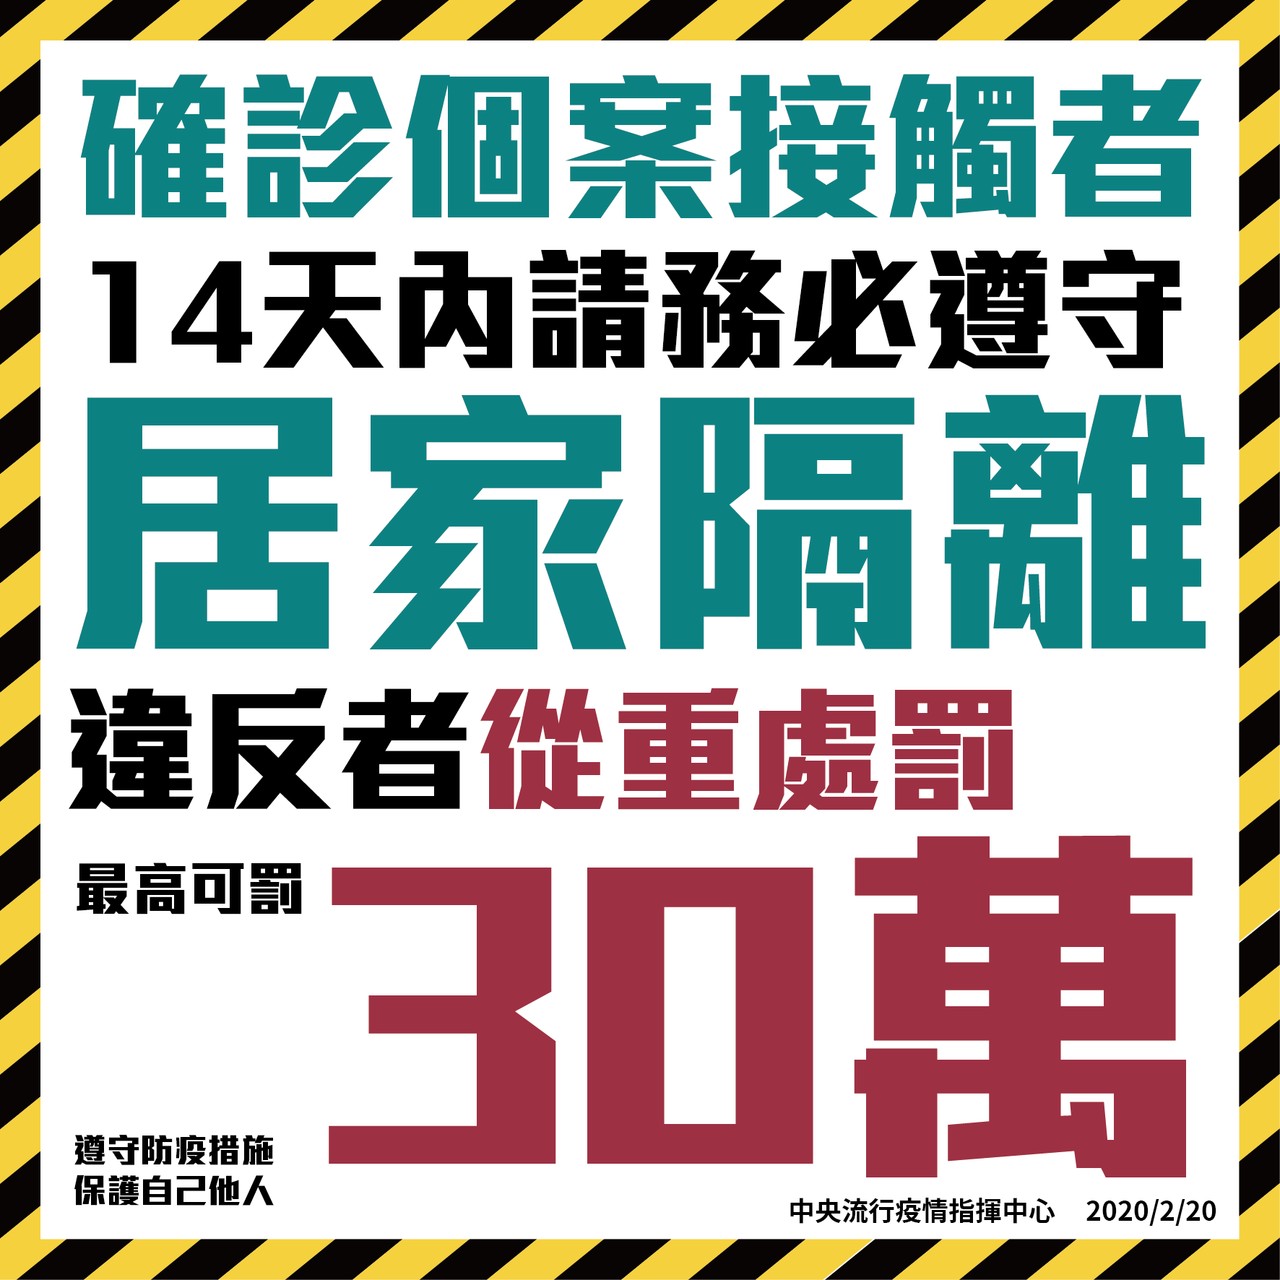 確診個案接觸者
14天內請務必遵守
居家隔離
違反者從重處罰
最高可罰
30萬
遵守防疫措施
保護自己他人
中央流行疫情指揮中心 2020/2/20